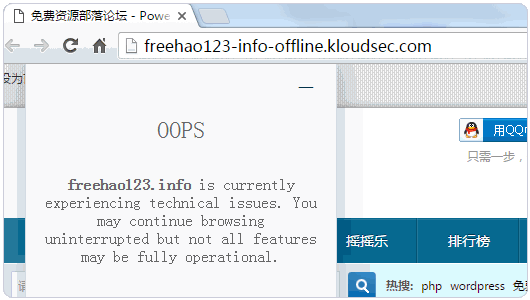 免费资源部落论坛 - Powe
freehao123-info-offline.kloudsec.com
设为
OOPS
用QQ
只需一步，
freehao123.info is currently
experiencing technical issues. You
may continue browsing
uninterrupted but not all features
may be fully operational.
摇摇乐 排行榜
请
热搜: php wordpress 免